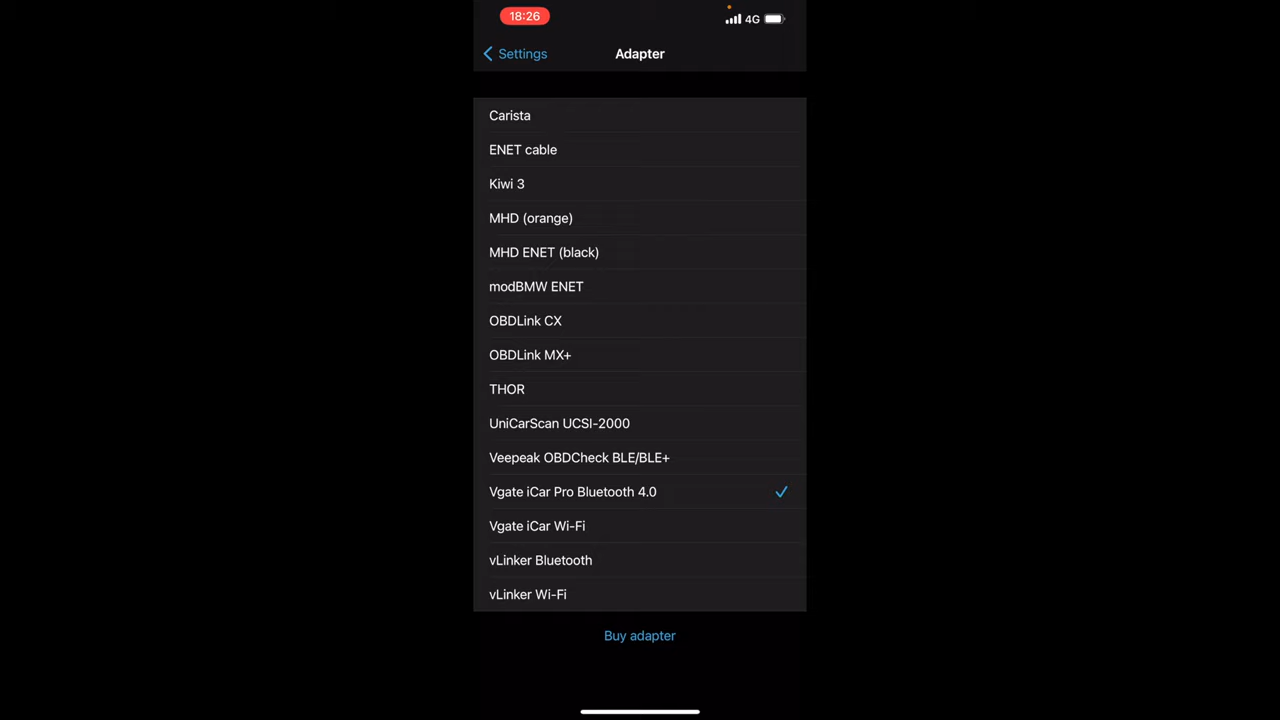 18:26
4G
Settings
Adapter
Carista
ENET cable
Kiwi 3
MHD (orange)
MHD ENET (black)
modBMW ENET
OBDLink CX
OBDLink MX+
THOR
UniCarScan UCSI-2000
Veepeak OBDCheck BLE/BLE+
Vgate iCar Pro Bluetooth 4.0
Vgate iCar Wi-Fi
vLinker Bluetooth
vLinker Wi-Fi
Buy adapter